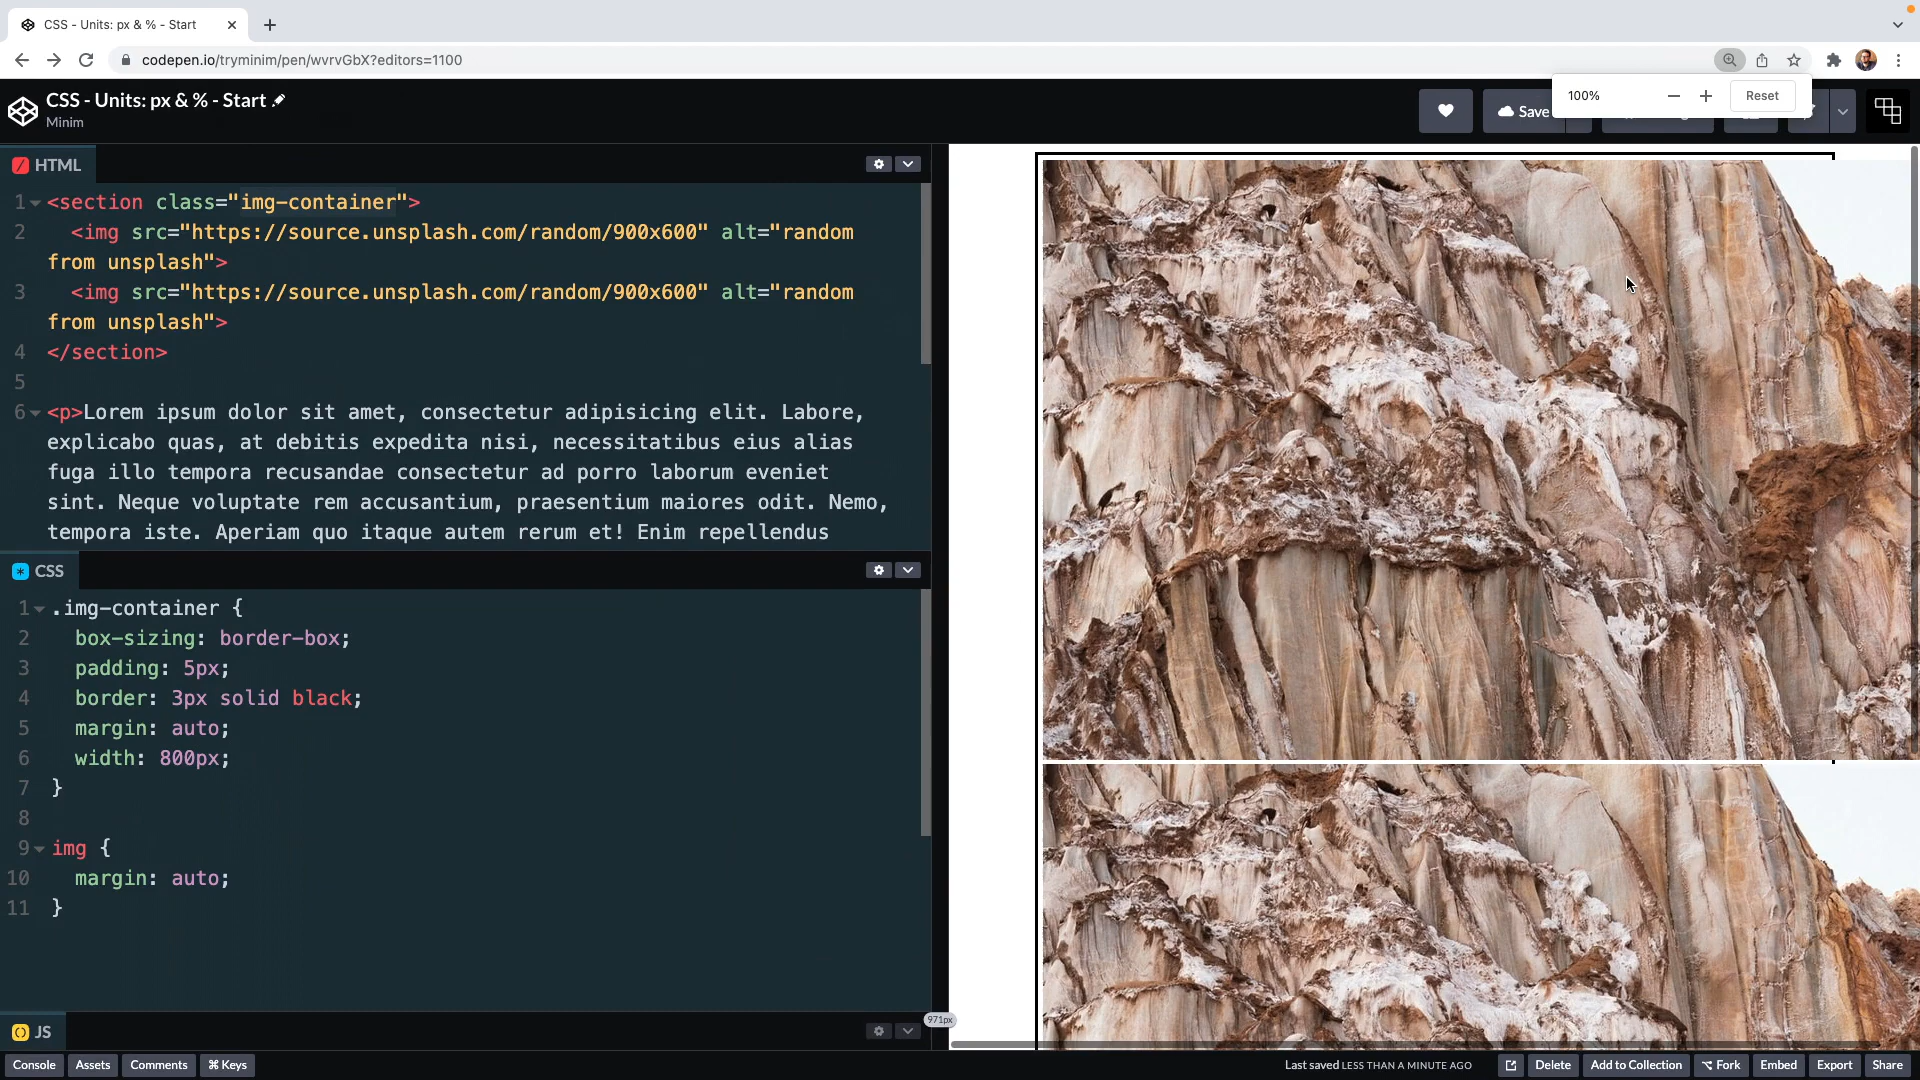 CSS - Units: px & % - Start
codepen.io/tryminim/pen/wvrvGbX?editors=1100
CSS - Units: px & % - Start
Minim
Save
100%
Reset
HTML
1 <section class="img-container">
2 <img src="https://source.unsplash.com/random/900x600" alt="random
from unsplash">
3 <img src="https://source.unsplash.com/random/900x600" alt="random
from unsplash">
4 </section>
5
6 <p>Lorem ipsum dolor sit amet, consectetur adipisicing elit. Labore,
explicabo quas, at debitis expedita nisi, necessitatibus eius alias
fuga illo tempora recusandae consectetur ad porro laborum eveniet
sint. Neque voluptate rem accusantium, praesentium maiores odit. Nemo,
tempora iste. Aperiam quo itaque autem rerum et! Enim repellendus
CSS
1 .img-container {
2 box-sizing: border-box;
3 padding: 5px;
4 border: 3px solid black;
5 margin: auto;
6 width: 800px;
7 }
8
9 img {
10 margin: auto;
11 }
JS
971px
Console
Assets
Comments
⌘ Keys
Last saved LESS THAN A MINUTE AGO
Delete
Add to Collection
⌥ Fork
Embed
Export
Share